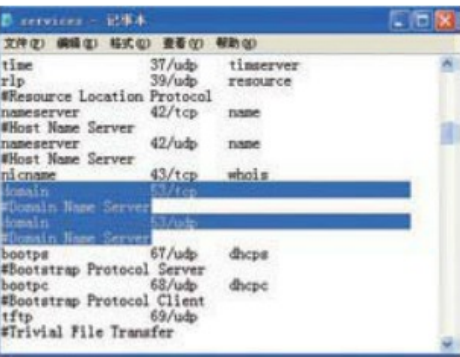 services - 记事本
文件(F) 编辑(E) 格式(O) 查看(V) 帮助(H)
time 37/udp timserver
rlp 39/udp resource
#Resource Location Protocol
nameserver 42/tcp name
#Host Name Server
nameserver 42/udp name
#Host Name Server
nicname 43/tcp whois
domain 53/tcp
#Domain Name Server
domain 53/udp
#Domain Name Server
bootps 67/udp dhcps
#Bootstrap Protocol Server
bootpc 68/udp dhcpc
#Bootstrap Protocol Client
tftp 69/udp
#Trivial File Transfer